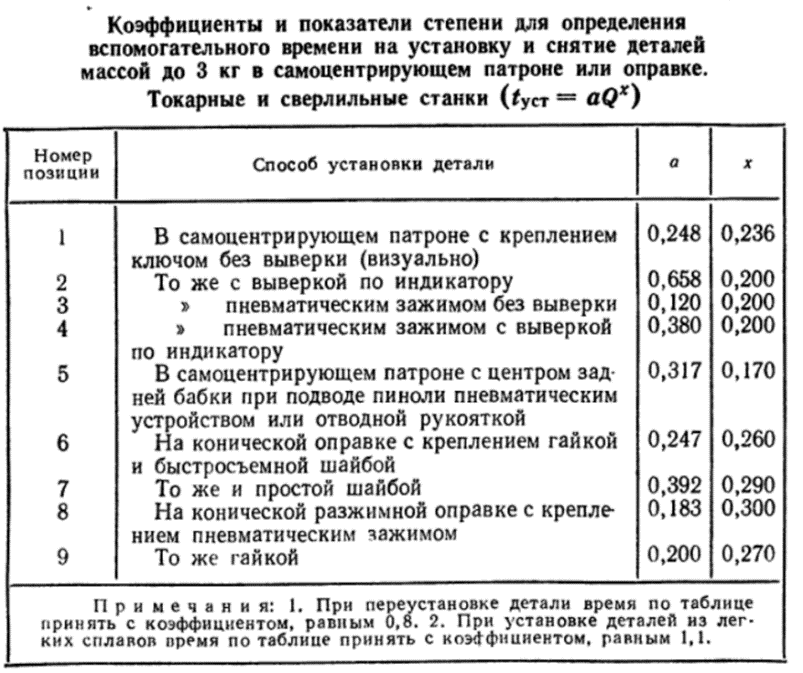 Коэффициенты и показатели степени для определения
вспомогательного времени на установку и снятие деталей
массой до 3 кг в самоцентрирующем патроне или оправке.
Токарные и сверлильные станки (tуст = aQˣ)
Номер позиции Способ установки детали a x
1 В самоцентрирующем патроне с креплением 0,248 0,236
ключом без выверки (визуально)
2 То же с выверкой по индикатору 0,658 0,200
3 » пневматическим зажимом без выверки 0,120 0,200
4 » пневматическим зажимом с выверкой 0,380 0,200
по индикатору
5 В самоцентрирующем патроне с центром зад- 0,317 0,170
ней бабки при подводе пиноли пневматическим
устройством или отводной рукояткой
6 На конической оправке с креплением гайкой 0,247 0,260
и быстросъемной шайбой
7 То же и простой шайбой 0,392 0,290
8 На конической разжимной оправке с крепле- 0,183 0,300
нием пневматическим зажимом
9 То же гайкой 0,200 0,270
Примечания: 1. При переустановке детали время по таблице
принять с коэффициентом, равным 0,8. 2. При установке деталей из лег-
ких сплавов время по таблице принять с коэффициентом, равным 1,1.